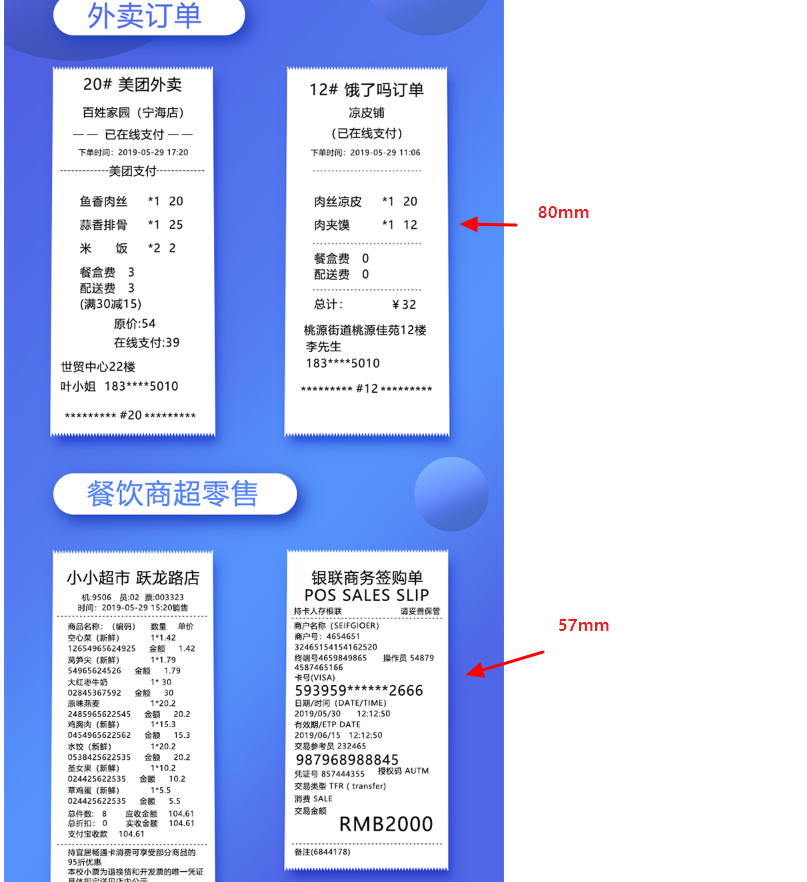 外卖订单
20# 美团外卖
百姓家园（宁海店）
—— 已在线支付 ——
下单时间：2019-05-29 17:20
------------美团支付------------
鱼香肉丝 *1 20
蒜香排骨 *1 25
米 饭 *2 2
餐盒费 3
配送费 3
(满30减15)
原价:54
在线支付:39
世贸中心22楼
叶小姐 183****5010
********* #20 *********
12# 饿了吗订单
凉皮铺
（已在线支付）
下单时间：2019-05-29 11:06
肉丝凉皮 *1 20
肉夹馍 *1 12
餐盒费 0
配送费 0
总计： ￥32
桃源街道桃源佳苑12楼
李先生
183****5010
********* #12 *********
80mm
餐饮商超零售
小小超市 跃龙路店
机:9506 员:02 票:003323
时间：2019-05-29 15:20销售
商品名称：（编码） 数量 单价
空心菜（新鲜） 1*1.42
12654965624925 金额 1.42
莴笋尖（新鲜） 1*1.79
54965624526 金额 1.79
大红枣牛奶 1* 30
02845367592 金额 30
原味燕麦 1*20.2
2485965622545 金额 20.2
鸡胸肉（新鲜） 1*15.3
0454965622562 金额 15.3
水饺（新鲜） 1*20.2
0538425622535 金额 20.2
圣女果（新鲜） 1*10.2
024425622535 金额 10.2
草鸡蛋（新鲜） 1*5.5
024425622535 金额 5.5
总件数: 8 应收金额 104.61
总折扣: 0 实收金额 104.61
支付宝收款 104.61
持宜居畅通卡消费可享受部分商品的
95折优惠
本校小票为退换货和开发票的唯一凭证
银联商务签购单
POS SALES SLIP
持卡人存根联 请妥善保管
商户名称（SEIFGIOER)
商户号：4654651
32465154154162520
终端号4659849865 操作员 54879
4587465166
卡号(VISA)
593959******2666
日期/时间（DATE/TIME)
2019/05/30 12:12:50
有效期/ETP DATE
2019/06/15 12:12:50
交易参考员 232465
987968988845
凭证号 857444355 授权码 AUTM
交易类型 TFR ( transfer)
消费 SALE
交易金额
RMB2000
备注(6844178)
57mm